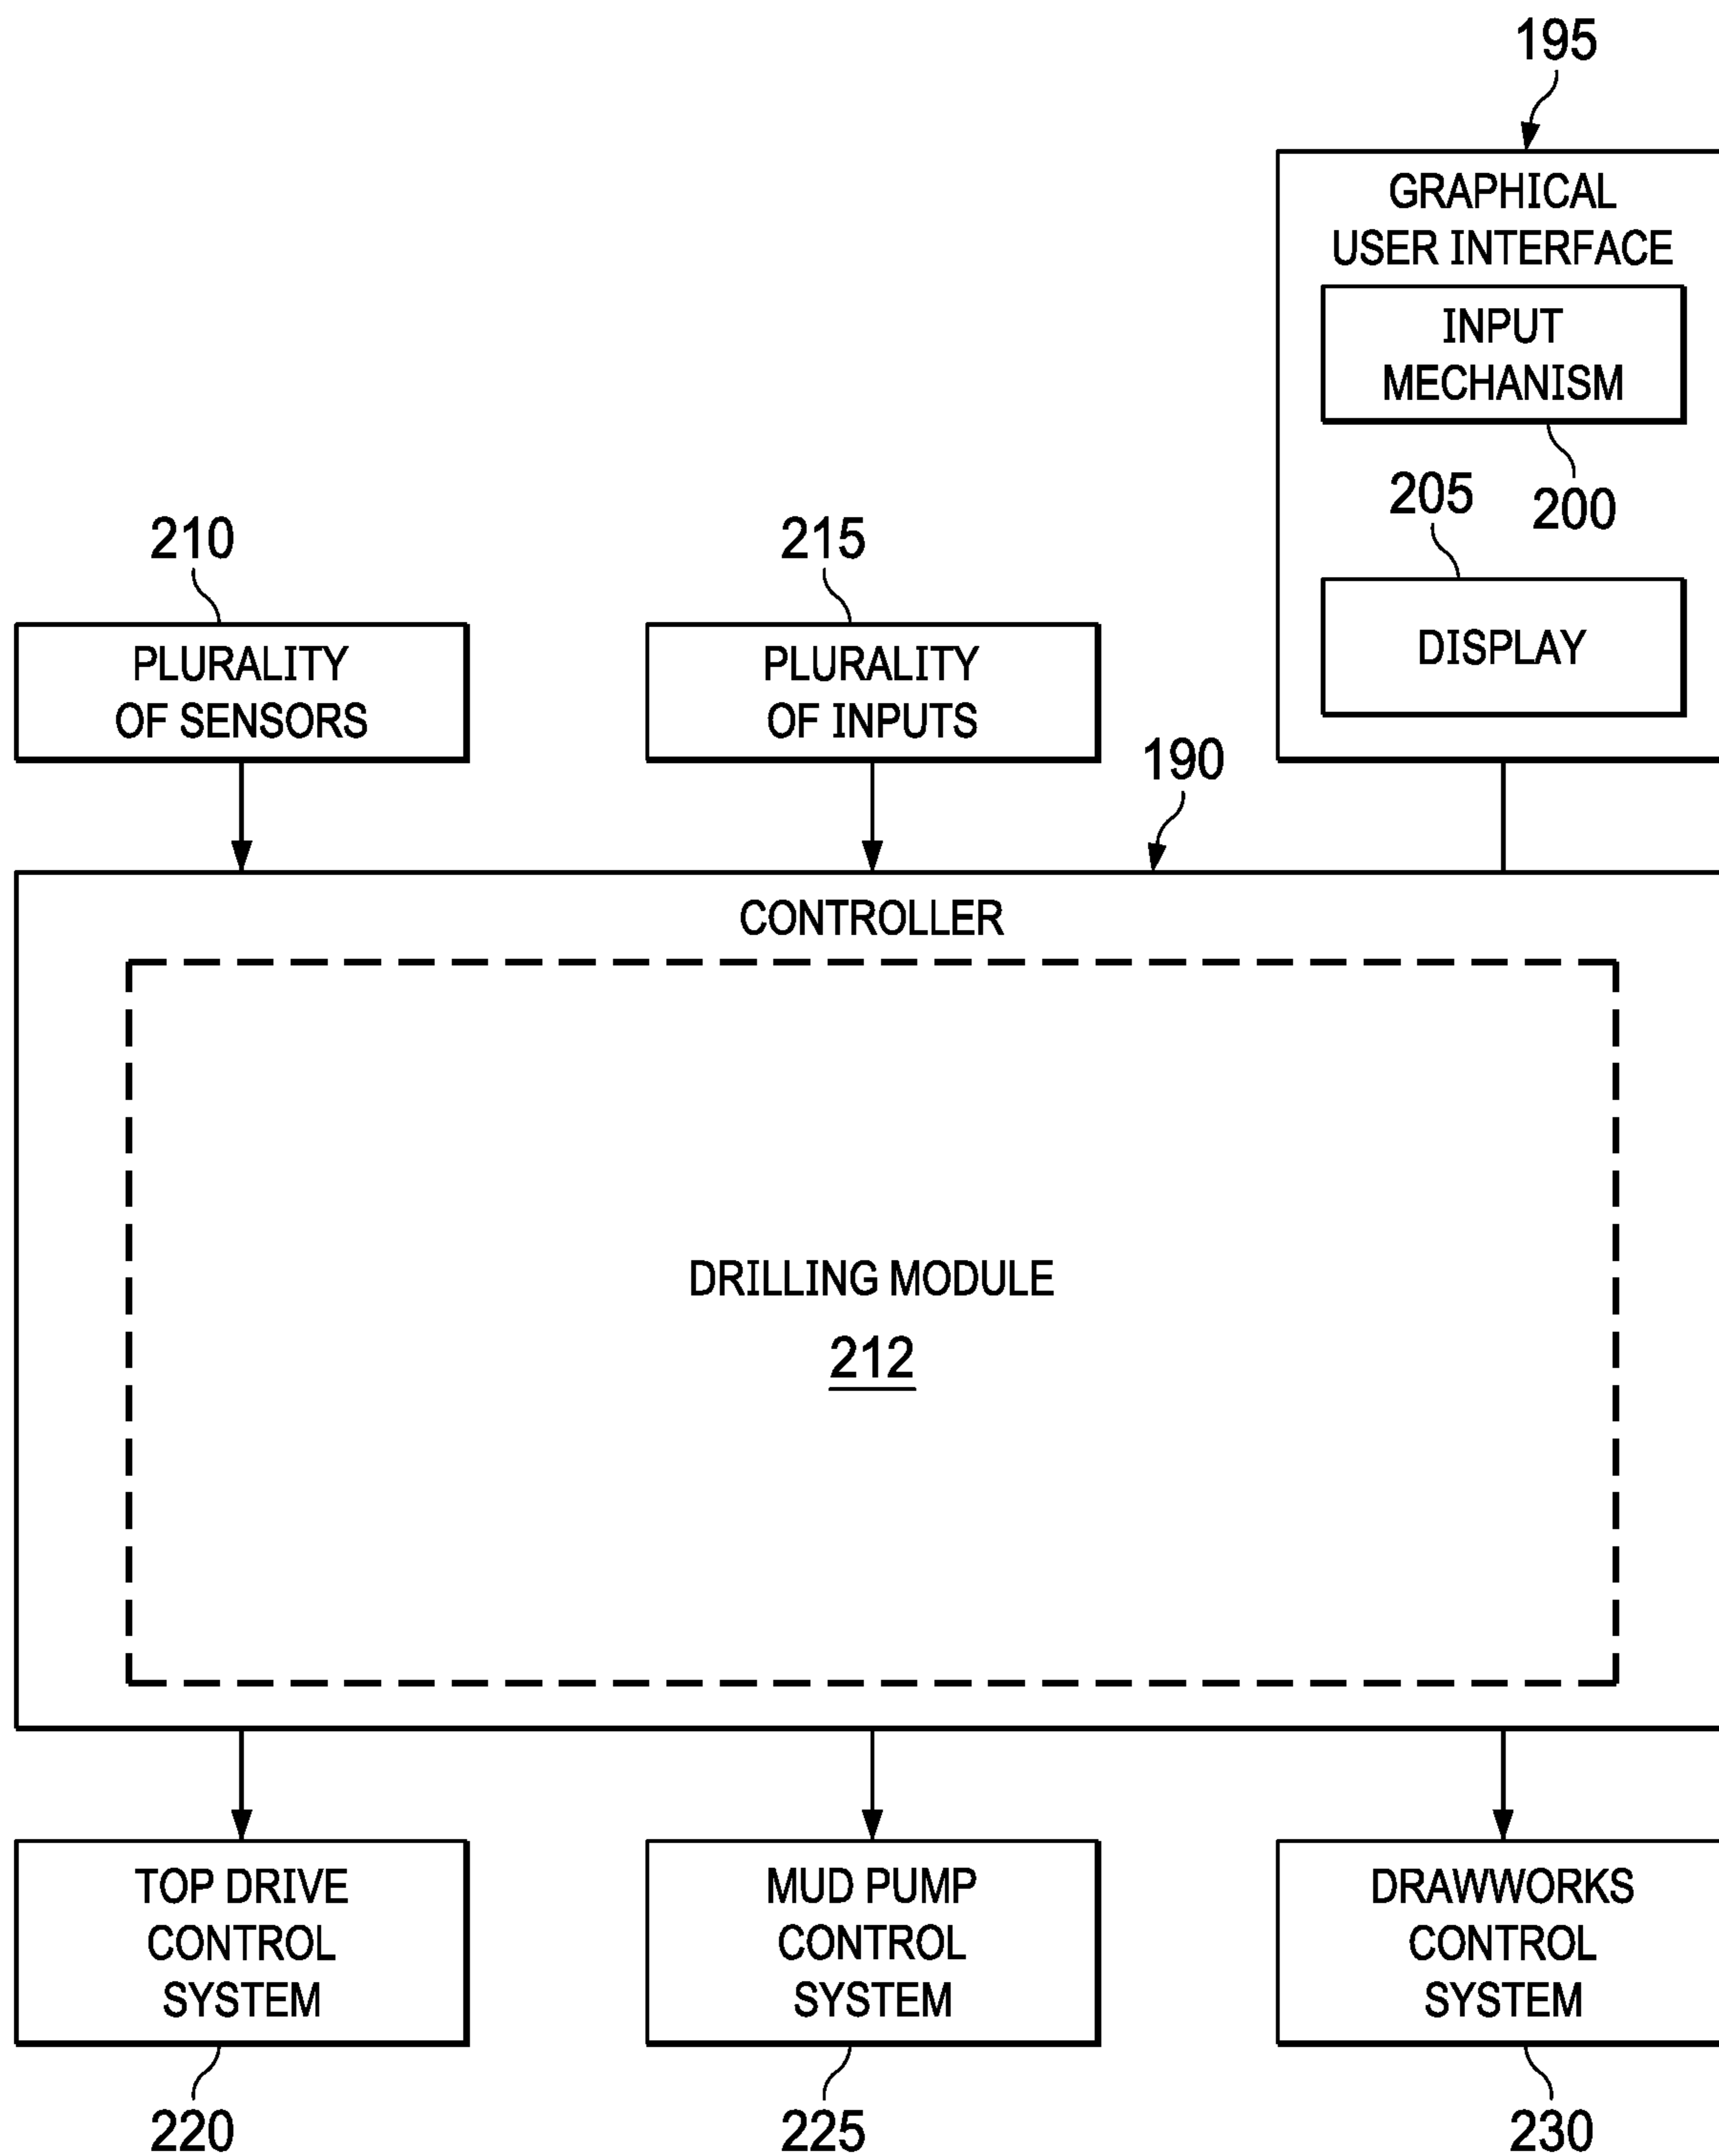 195
GRAPHICAL
USER INTERFACE
INPUT
MECHANISM
200
205
DISPLAY
210
PLURALITY
OF SENSORS
215
PLURALITY
OF INPUTS
190
CONTROLLER
DRILLING MODULE
212
TOP DRIVE
CONTROL
SYSTEM
220
MUD PUMP
CONTROL
SYSTEM
225
DRAWWORKS
CONTROL
SYSTEM
230